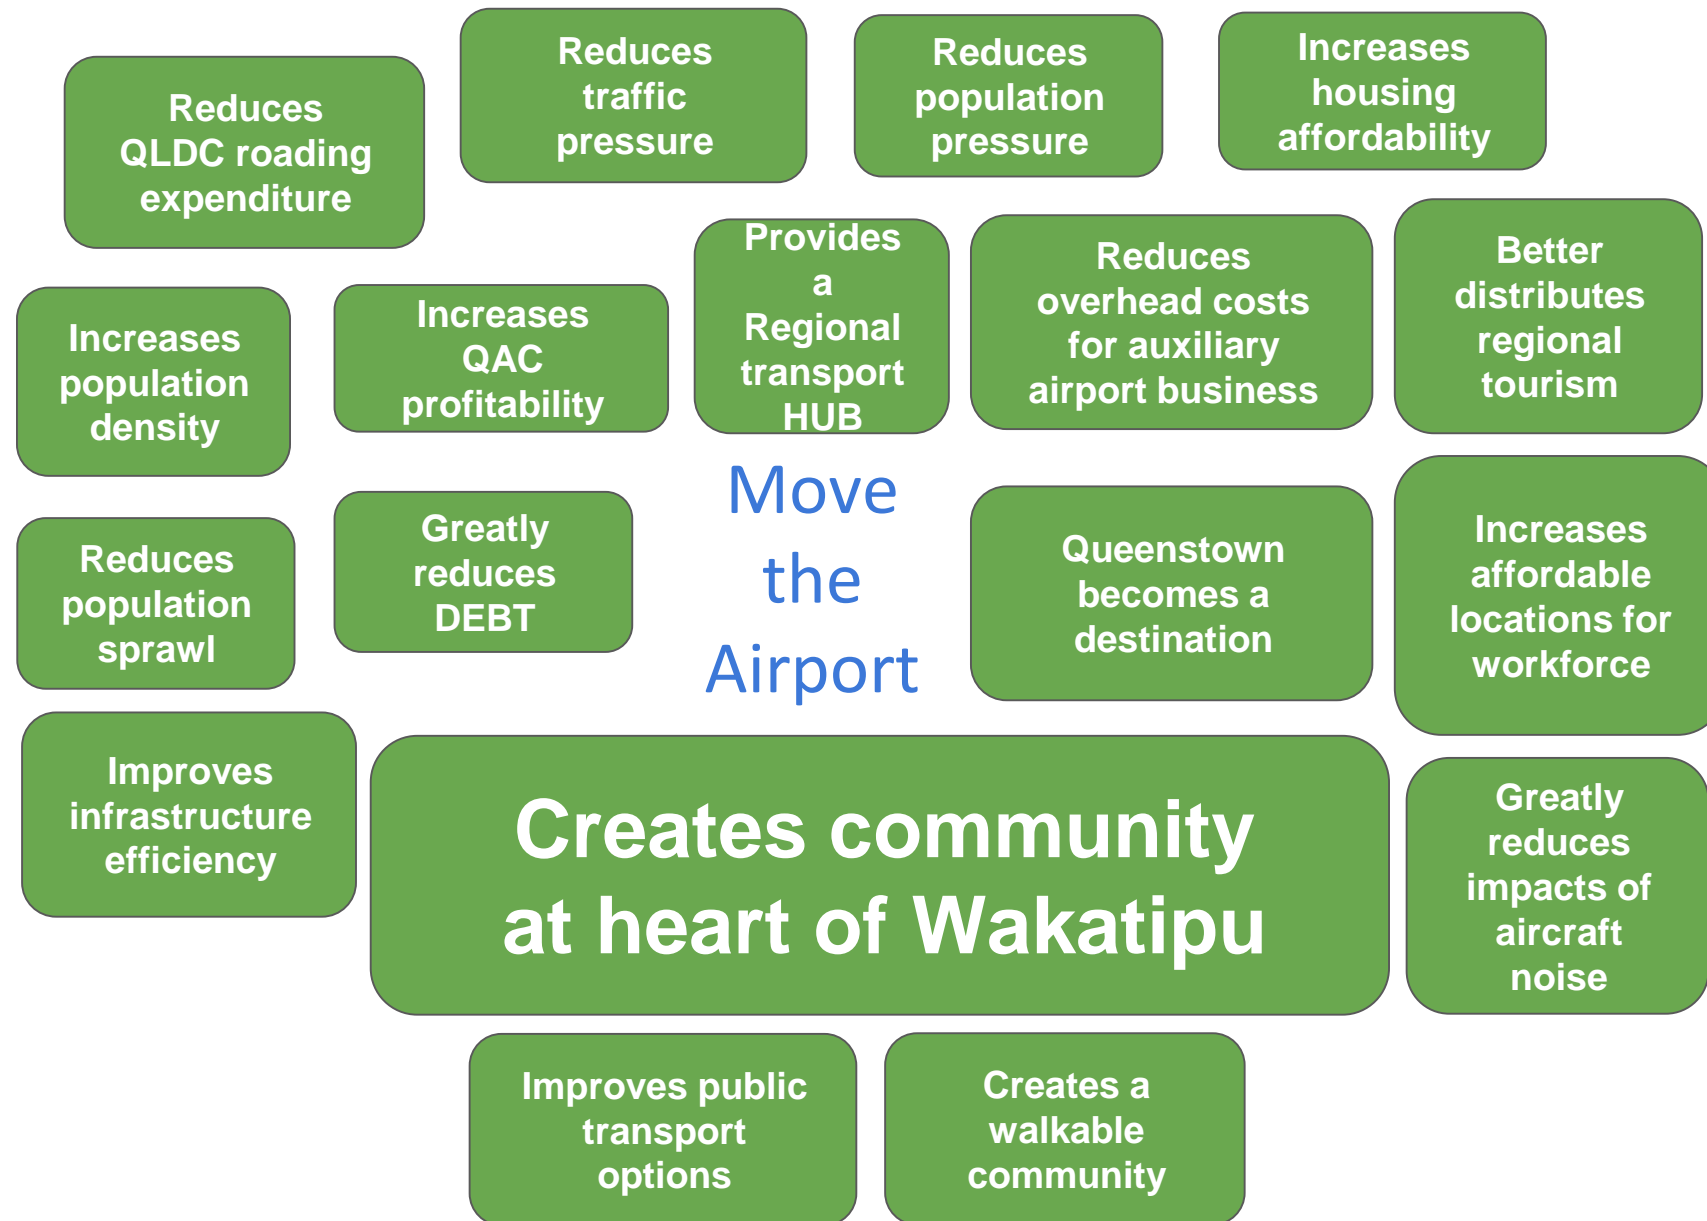 Reduces
QLDC roading
expenditure
Reduces
traffic
pressure
Reduces
population
pressure
Increases
housing
affordability
Increases
population
density
Increases
QAC
profitability
Provides
a
Regional
transport
HUB
Reduces
overhead costs
for auxiliary
airport business
Better
distributes
regional
tourism
Reduces
population
sprawl
Greatly
reduces
DEBT
Move
the
Airport
Queenstown
becomes a
destination
Increases
affordable
locations for
workforce
Improves
infrastructure
efficiency
Creates community
at heart of Wakatipu
Greatly
reduces
impacts of
aircraft
noise
Improves public
transport
options
Creates a
walkable
community